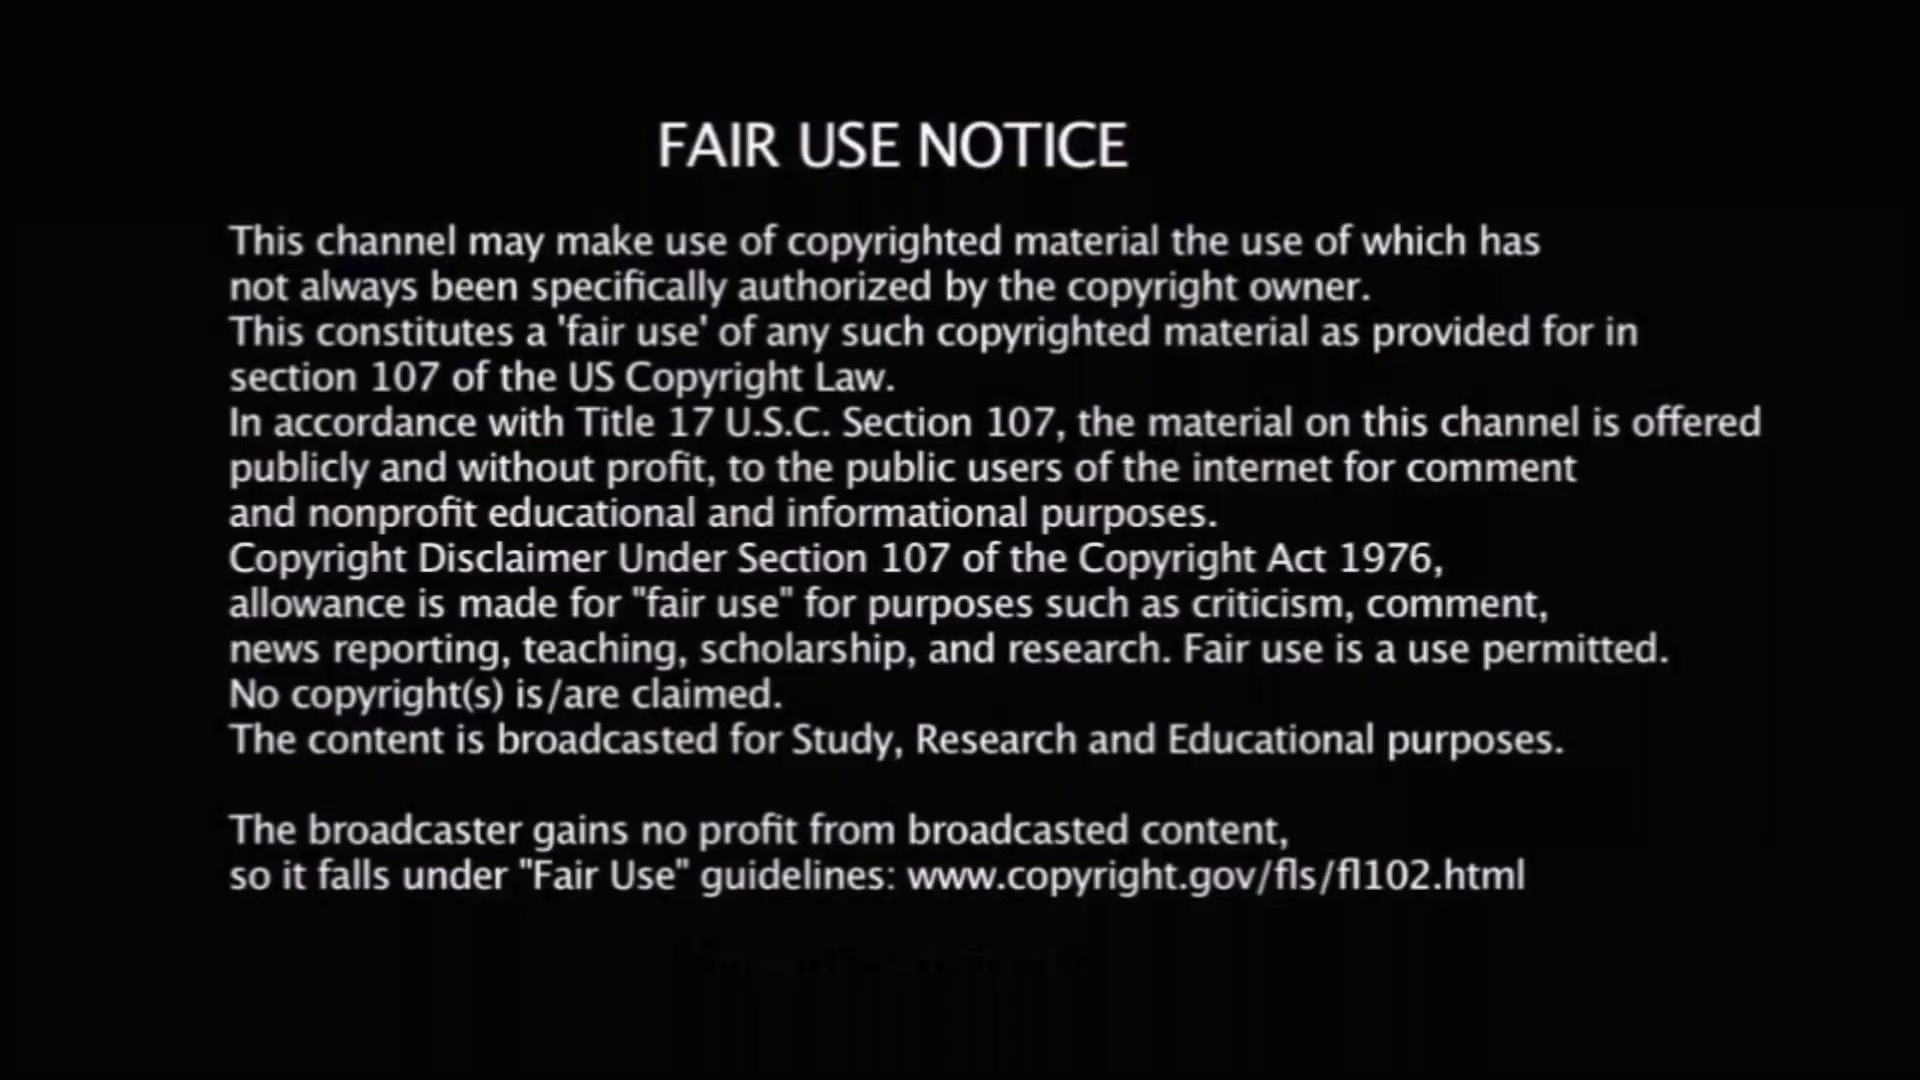 FAIR USE NOTICE
This channel may make use of copyrighted material the use of which has
not always been specifically authorized by the copyright owner.
This constitutes a 'fair use' of any such copyrighted material as provided for in
section 107 of the US Copyright Law.
In accordance with Title 17 U.S.C. Section 107, the material on this channel is offered
publicly and without profit, to the public users of the internet for comment
and nonprofit educational and informational purposes.
Copyright Disclaimer Under Section 107 of the Copyright Act 1976,
allowance is made for "fair use" for purposes such as criticism, comment,
news reporting, teaching, scholarship, and research. Fair use is a use permitted.
No copyright(s) is/are claimed.
The content is broadcasted for Study, Research and Educational purposes.
The broadcaster gains no profit from broadcasted content,
so it falls under "Fair Use" guidelines: www.copyright.gov/fls/fl102.html